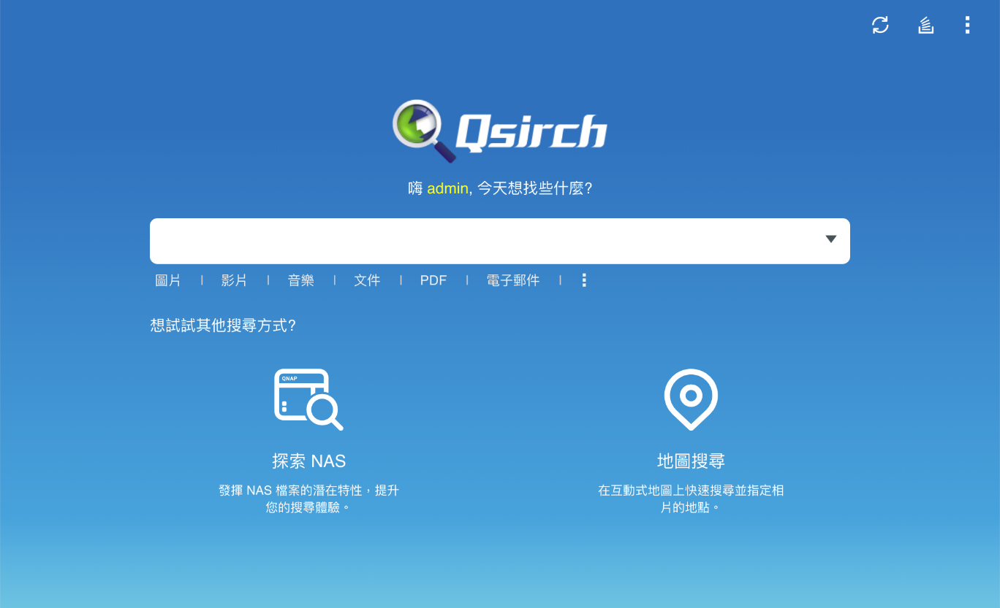 Qsirch
嗨 admin, 今天想找些什麼?
圖片 | 影片 | 音樂 | 文件 | PDF | 電子郵件 |
想試試其他搜尋方式?
QNAP
探索 NAS
發揮 NAS 檔案的潛在特性，提升
您的搜尋體驗。
地圖搜尋
在互動式地圖上快速搜尋並指定相
片的地點。